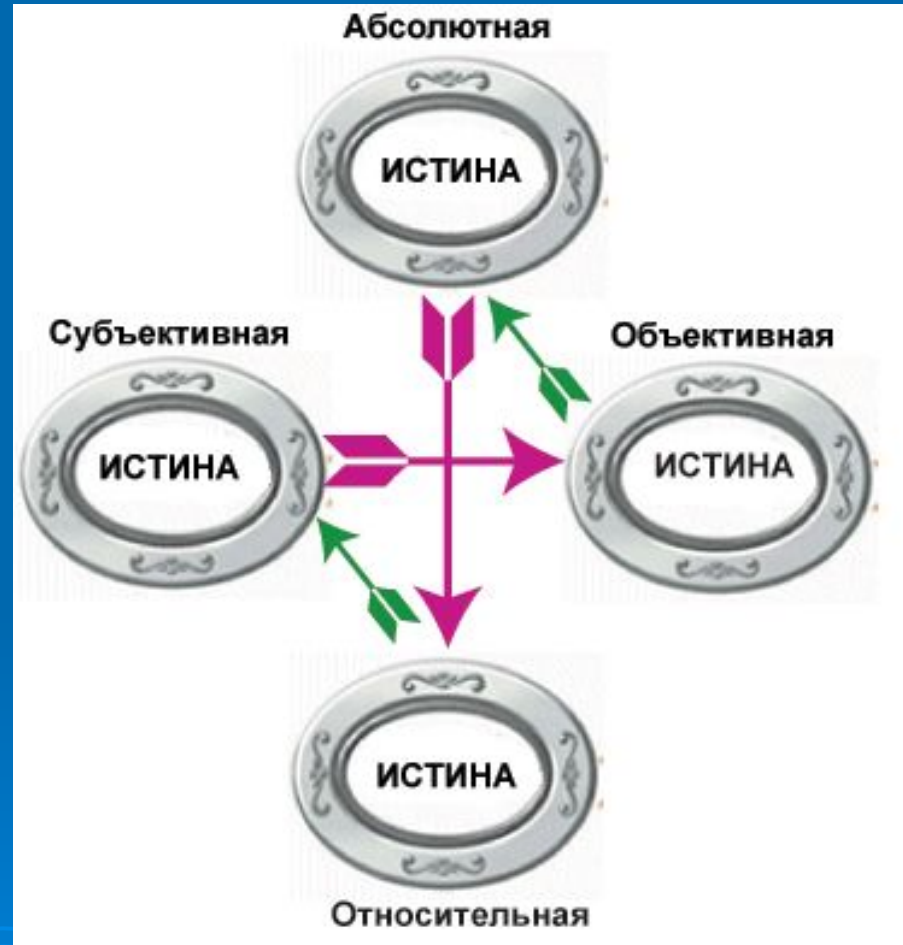 Абсолютная
ИСТИНА
Субъективная
ИСТИНА
Объективная
ИСТИНА
ИСТИНА
Относительная